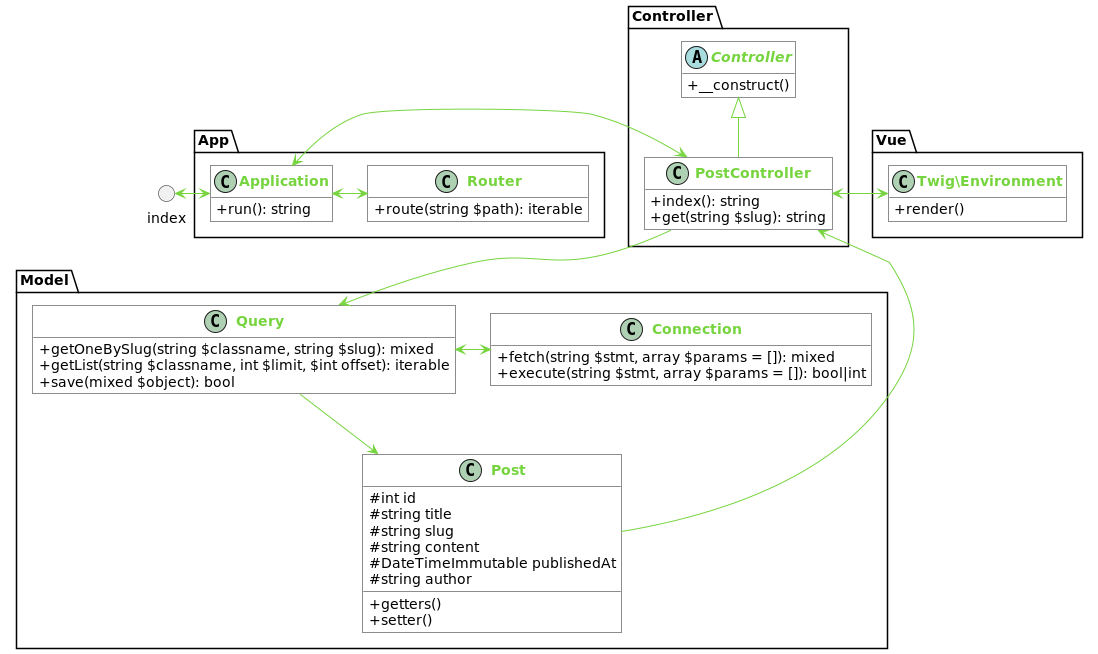 Controller
A Controller
+__construct()
App
C Application
+run(): string
C Router
+route(string $path): iterable
index
C PostController
+index(): string
+get(string $slug): string
Vue
C Twig\Environment
+render()
Model
C Query
+getOneBySlug(string $classname, string $slug): mixed
+getList(string $classname, int $limit, $int offset): iterable
+save(mixed $object): bool
C Connection
+fetch(string $stmt, array $params = []): mixed
+execute(string $stmt, array $params = []): bool|int
C Post
#int id
#string title
#string slug
#string content
#DateTimeImmutable publishedAt
#string author
+getters()
+setter()